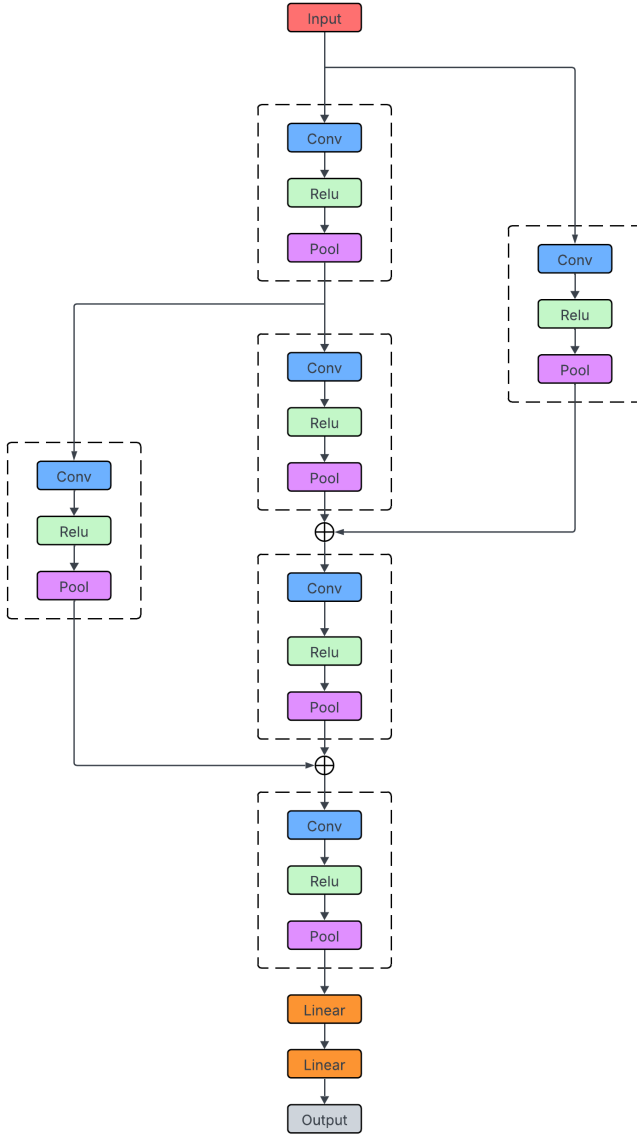 Input
Conv
Relu
Pool
Conv
Relu
Pool
Conv
Relu
Pool
Conv
Relu
Pool
Conv
Relu
Pool
Conv
Relu
Pool
Linear
Linear
Output